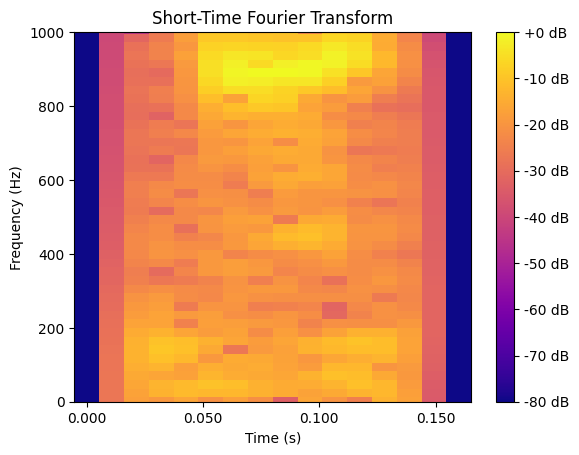 Short-Time Fourier Transform
1000
800
600
400
200
0
Frequency (Hz)
0.000
0.050
0.100
0.150
Time (s)
+0 dB
-10 dB
-20 dB
-30 dB
-40 dB
-50 dB
-60 dB
-70 dB
-80 dB